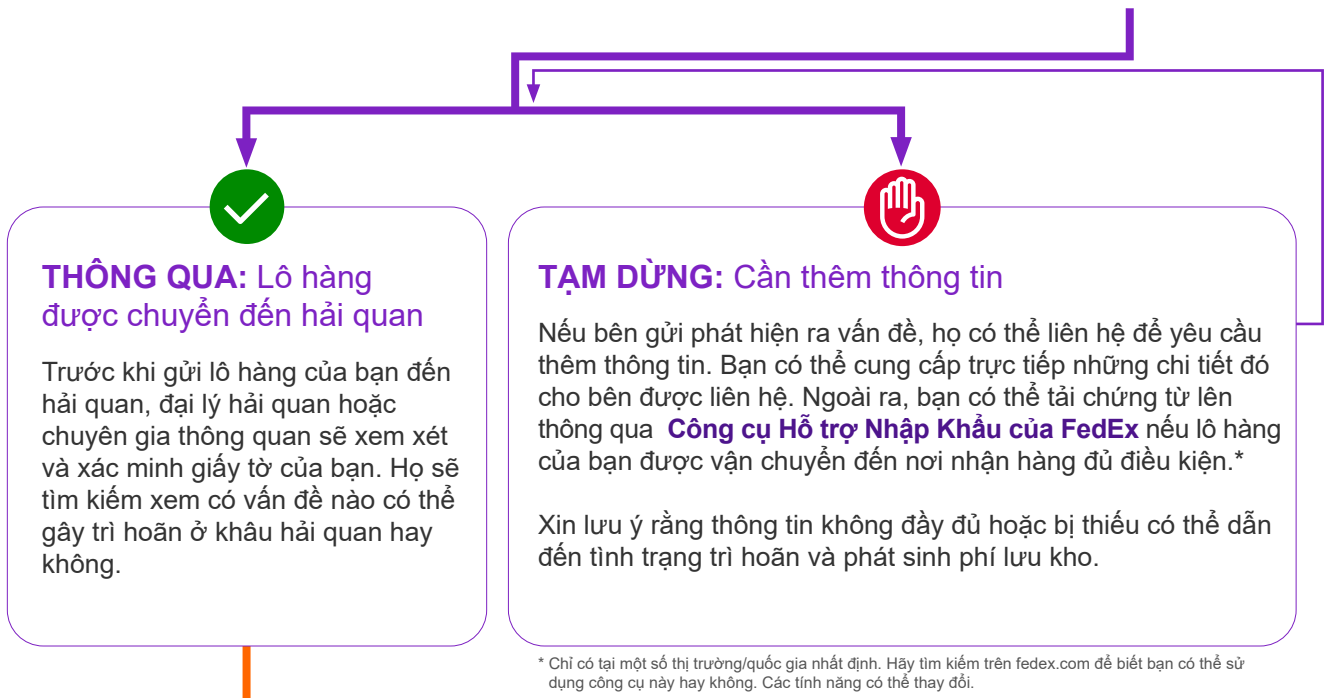 THÔNG QUA: Lô hàng
được chuyển đến hải quan
Trước khi gửi lô hàng của bạn đến
hải quan, đại lý hải quan hoặc
chuyên gia thông quan sẽ xem xét
và xác minh giấy tờ của bạn. Họ sẽ
tìm kiếm xem có vấn đề nào có thể
gây trì hoãn ở khâu hải quan hay
không.
TẠM DỪNG: Cần thêm thông tin
Nếu bên gửi phát hiện ra vấn đề, họ có thể liên hệ để yêu cầu
thêm thông tin. Bạn có thể cung cấp trực tiếp những chi tiết đó
cho bên được liên hệ. Ngoài ra, bạn có thể tải chứng từ lên
thông qua Công cụ Hỗ trợ Nhập Khẩu của FedEx nếu lô hàng
của bạn được vận chuyển đến nơi nhận hàng đủ điều kiện.*
Xin lưu ý rằng thông tin không đầy đủ hoặc bị thiếu có thể dẫn
đến tình trạng trì hoãn và phát sinh phí lưu kho.
* Chỉ có tại một số thị trường/quốc gia nhất định. Hãy tìm kiếm trên fedex.com để biết bạn có thể sử
dụng công cụ này hay không. Các tính năng có thể thay đổi.